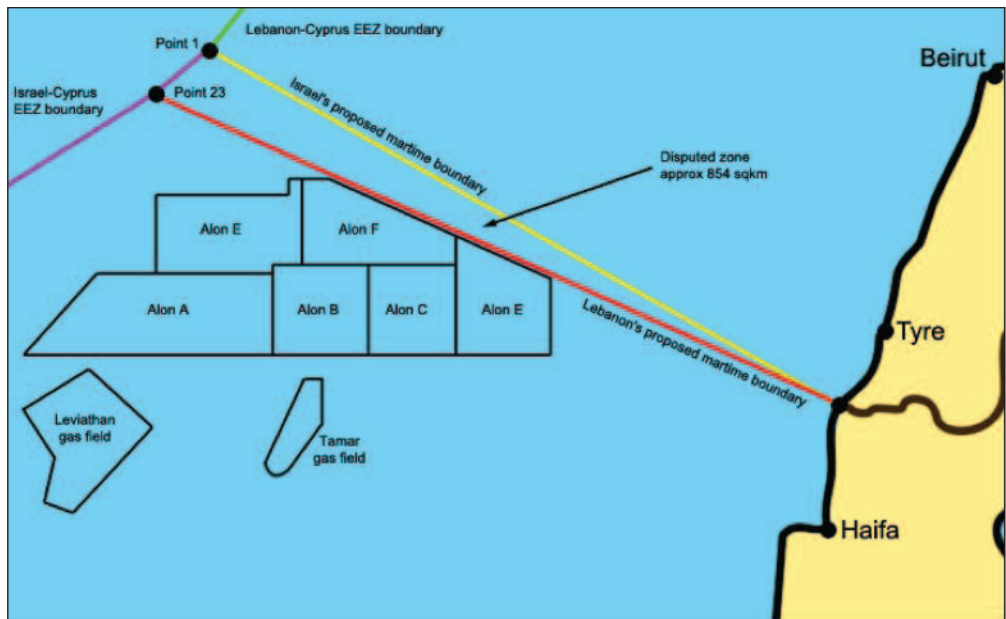 Lebanon-Cyprus EEZ boundary
Point 1
Beirut
Israel-Cyprus
EEZ boundary
Point 23
Israel's proposed martime boundary
Disputed zone
approx 854 sqkm
Alon E
Alon F
Alon A
Alon B
Alon C
Alon E
Lebanon's proposed martime boundary
Tyre
Leviathan
gas field
Tamar
gas field
Haifa